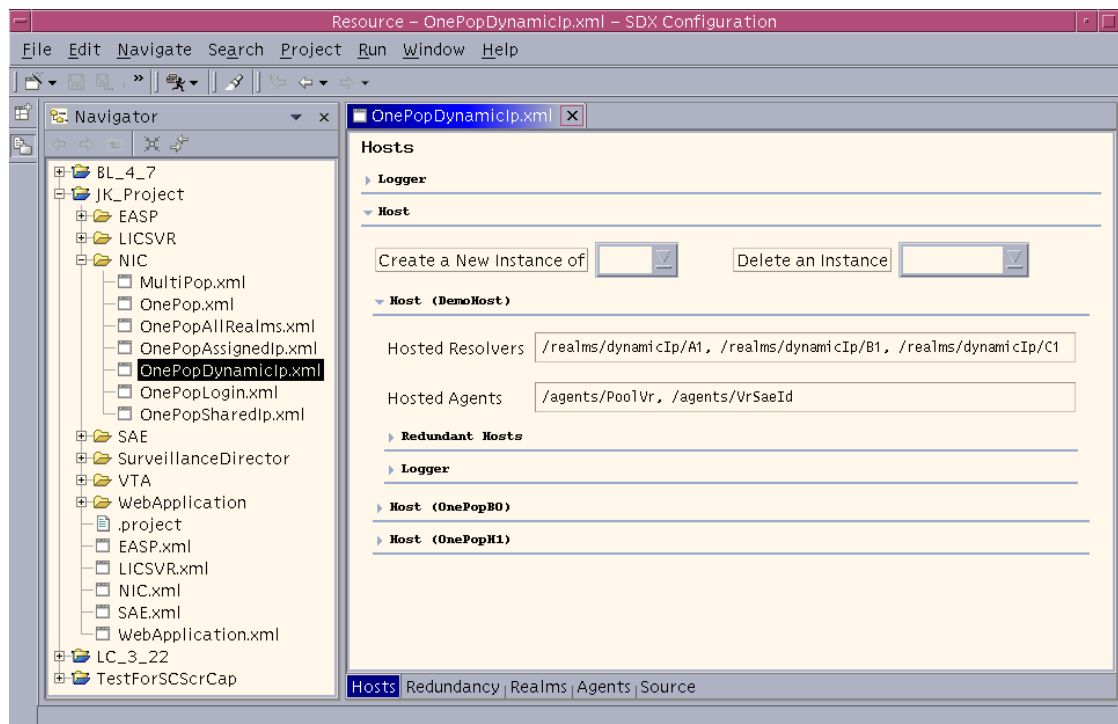 Resource – OnePopDynamicIp.xml – SDX Configuration
File Edit Navigate Search Project Run Window Help
»
Navigator
BL_4_7
JK_Project
EASP
LICSVR
NIC
MultiPop.xml
OnePop.xml
OnePopAllRealms.xml
OnePopAssignedIp.xml
OnePopDynamicIp.xml
OnePopLogin.xml
OnePopSharedIp.xml
SAE
SurveillanceDirector
VTA
WebApplication
.project
EASP.xml
LICSVR.xml
NIC.xml
SAE.xml
WebApplication.xml
LC_3_22
TestForSCScrCap
OnePopDynamicIp.xml
Hosts
Logger
Host
Create a New Instance of
Delete an Instance
Host (DemoHost)
Hosted Resolvers /realms/dynamicIp/A1, /realms/dynamicIp/B1, /realms/dynamicIp/C1
Hosted Agents /agents/PoolVr, /agents/VrSaeId
Redundant Hosts
Logger
Host (OnePopBO)
Host (OnePopH1)
Hosts Redundancy Realms Agents Source